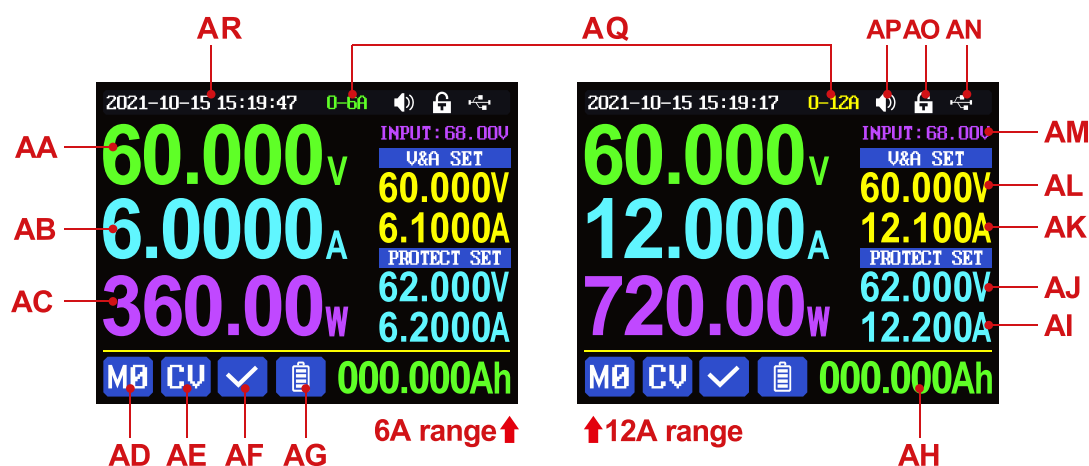 AR AQ AP AO AN
2021-10-15 15:19:47 0-6A
2021-10-15 15:19:17 0-12A
AA
60.000V
INPUT:68.00V
V&A SET
60.000V
AB
6.0000A
6.1000A
PROTECT SET
62.000V
AC
360.00W
6.2000A
M0 CV 000.000Ah
60.000V
INPUT:68.00V AM
V&A SET
60.000V AL
12.000A
12.100A AK
PROTECT SET
62.000V AJ
720.00W
12.200A AI
M0 CV 000.000Ah
6A range
12A range
AD AE AF AG AH